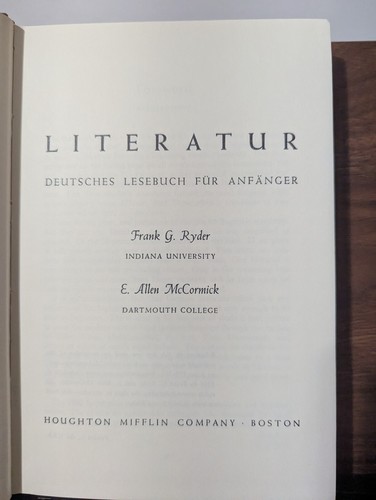 LITERATUR
DEUTSCHES LESEBUCH FÜR ANFÄNGER
Frank G. Ryder
INDIANA UNIVERSITY
E. Allen McCormick
DARTMOUTH COLLEGE
HOUGHTON MIFFLIN COMPANY · BOSTON